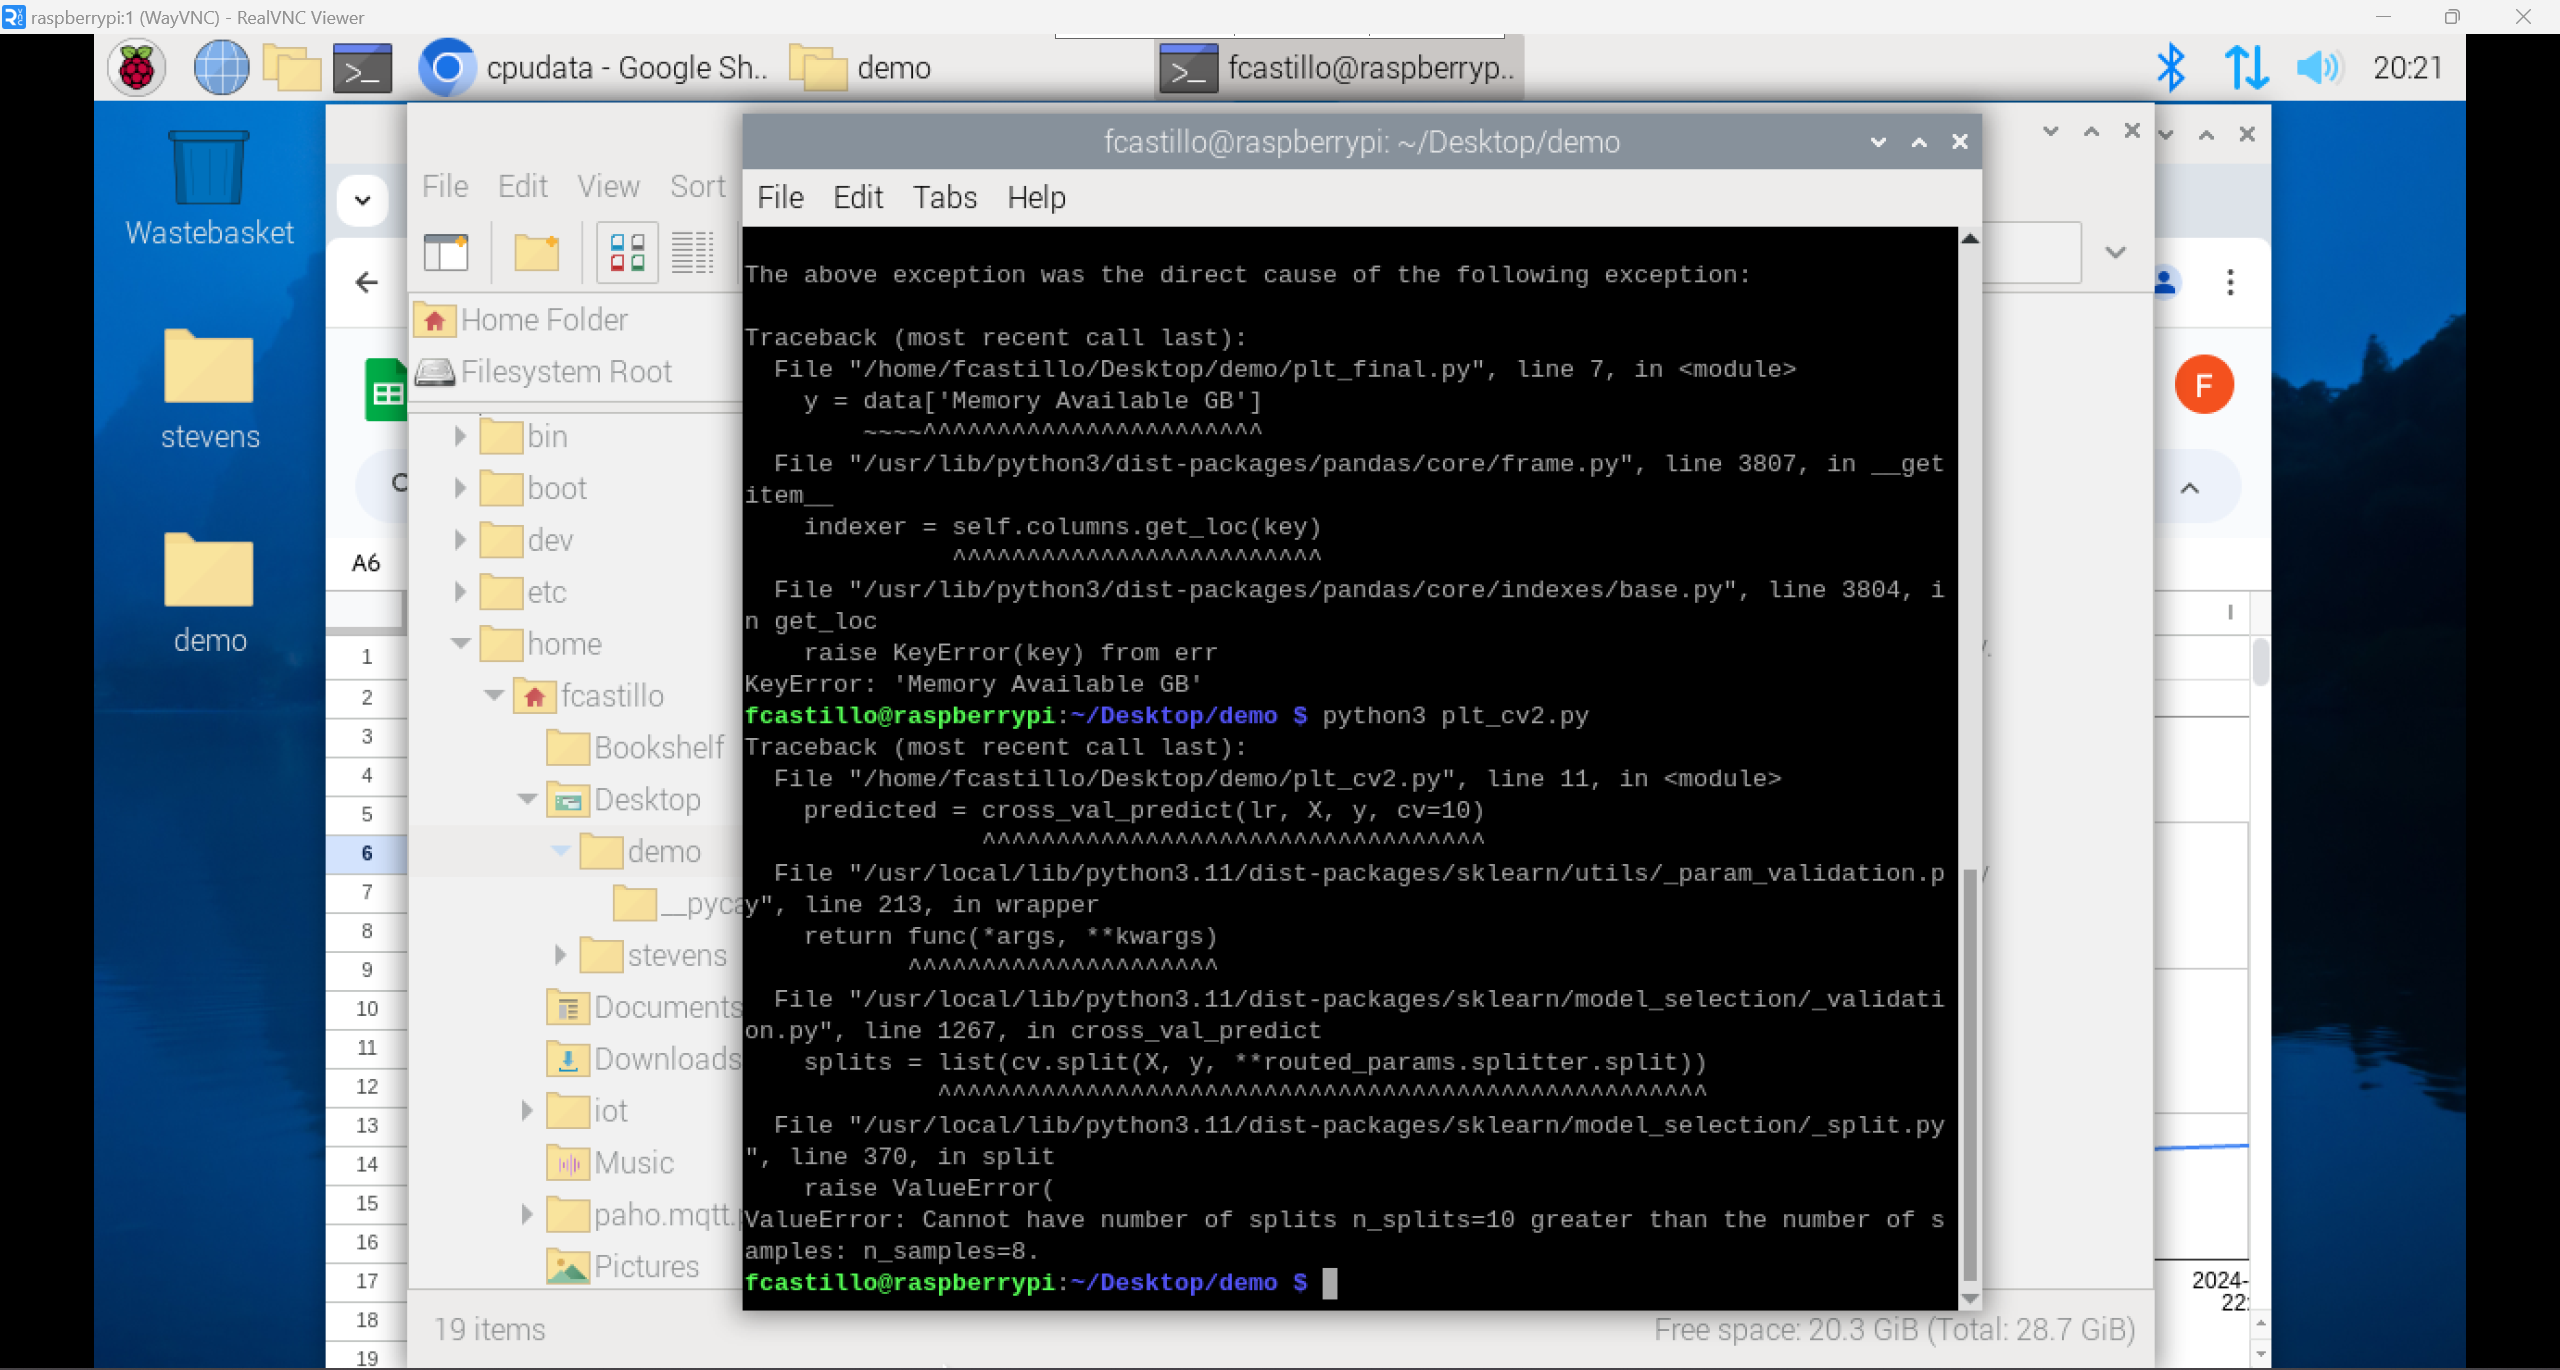 raspberrypi:1 (WayVNC) - RealVNC Viewer
cpudata - Google Sh..
demo
fcastillo@raspberryp..
20:21
Wastebasket
stevens
demo
File Edit View Sort
Home Folder
Filesystem Root
bin
boot
dev
etc
home
fcastillo
Bookshelf
Desktop
demo
__pyca
stevens
Documents
Downloads
iot
Music
paho.mqtt.p
Pictures
19 items
Free space: 20.3 GiB (Total: 28.7 GiB)
A6
1
2
3
4
5
6
7
8
9
10
11
12
13
14
15
16
17
18
19
fcastillo@raspberrypi: ~/Desktop/demo
File Edit Tabs Help
The above exception was the direct cause of the following exception:
Traceback (most recent call last):
  File "/home/fcastillo/Desktop/demo/plt_final.py", line 7, in <module>
    y = data['Memory Available GB']
        ~~~~^^^^^^^^^^^^^^^^^^^^^^^
  File "/usr/lib/python3/dist-packages/pandas/core/frame.py", line 3807, in __get
item__
    indexer = self.columns.get_loc(key)
              ^^^^^^^^^^^^^^^^^^^^^^^^^
  File "/usr/lib/python3/dist-packages/pandas/core/indexes/base.py", line 3804, i
n get_loc
    raise KeyError(key) from err
KeyError: 'Memory Available GB'
fcastillo@raspberrypi:~/Desktop/demo $ python3 plt_cv2.py
Traceback (most recent call last):
  File "/home/fcastillo/Desktop/demo/plt_cv2.py", line 11, in <module>
    predicted = cross_val_predict(lr, X, y, cv=10)
                ^^^^^^^^^^^^^^^^^^^^^^^^^^^^^^^^^^
  File "/usr/local/lib/python3.11/dist-packages/sklearn/utils/_param_validation.p
y", line 213, in wrapper
    return func(*args, **kwargs)
           ^^^^^^^^^^^^^^^^^^^^^
  File "/usr/local/lib/python3.11/dist-packages/sklearn/model_selection/_validati
on.py", line 1267, in cross_val_predict
    splits = list(cv.split(X, y, **routed_params.splitter.split))
             ^^^^^^^^^^^^^^^^^^^^^^^^^^^^^^^^^^^^^^^^^^^^^^^^^^^^
  File "/usr/local/lib/python3.11/dist-packages/sklearn/model_selection/_split.py
", line 370, in split
    raise ValueError(
ValueError: Cannot have number of splits n_splits=10 greater than the number of s
amples: n_samples=8.
fcastillo@raspberrypi:~/Desktop/demo $
F
I
2024-
22: